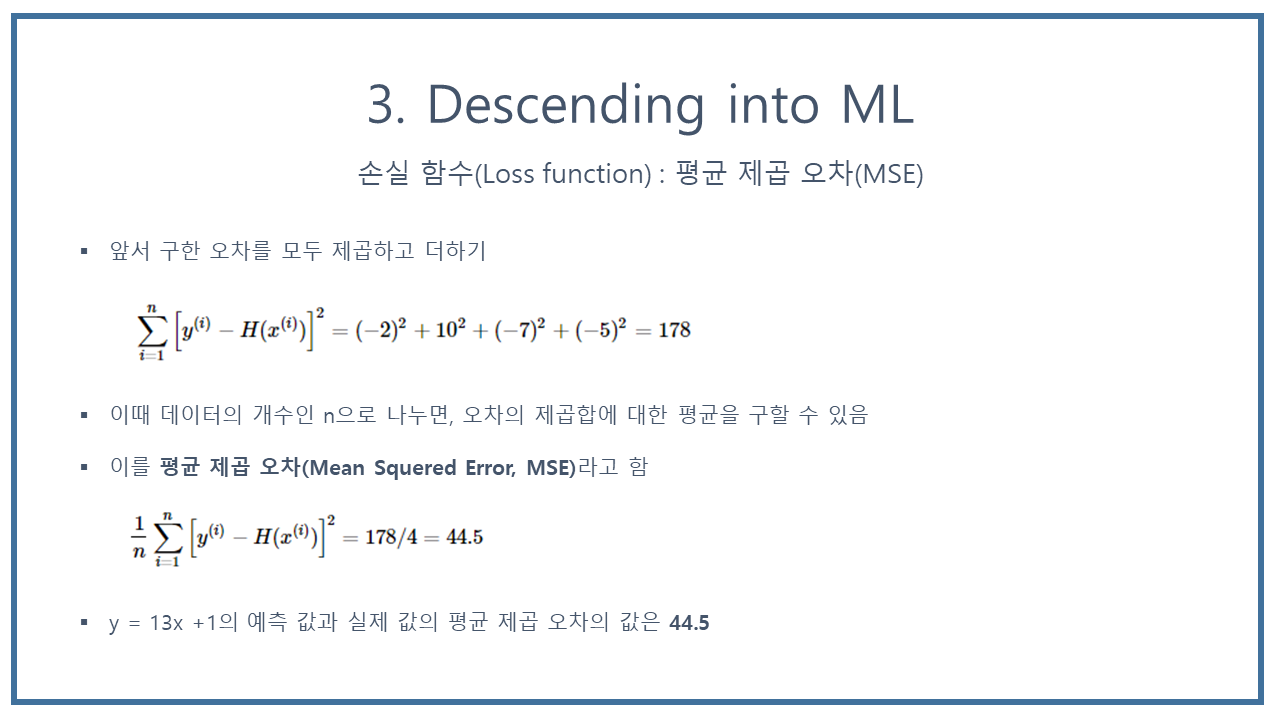 3. Descending into ML
손실 함수(Loss function) : 평균 제곱 오차(MSE)
▪ 앞서 구한 오차를 모두 제곱하고 더하기
\sum_{i=1}^{n} [y^{(i)} − H(x^{(i)})]^2 = (−2)^2 + 10^2 + (−7)^2 + (−5)^2 = 178
▪ 이때 데이터의 개수인 n으로 나누면, 오차의 제곱합에 대한 평균을 구할 수 있음
▪ 이를 평균 제곱 오차(Mean Squered Error, MSE)라고 함
\frac{1}{n} \sum_{i=1}^{n} [y^{(i)} − H(x^{(i)})]^2 = 178/4 = 44.5
▪ y = 13x +1의 예측 값과 실제 값의 평균 제곱 오차의 값은 44.5